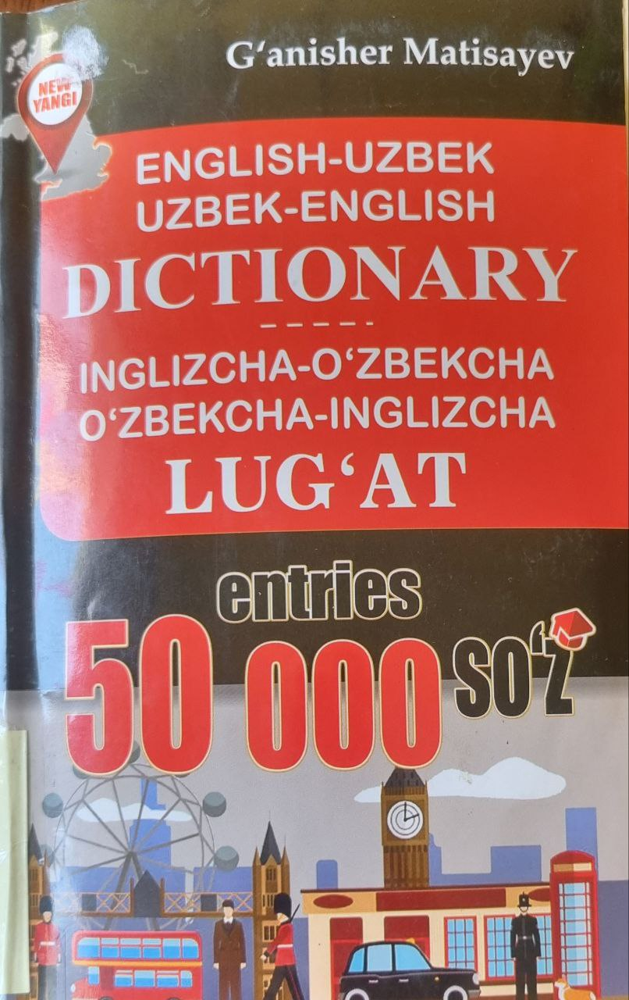 G‘anisher Matisayev
NEW
YANGI
ENGLISH-UZBEK
UZBEK-ENGLISH
DICTIONARY
INGLIZCHA-O‘ZBEKCHA
O‘ZBEKCHA-INGLIZCHA
LUG‘AT
entries
50 000 so‘z